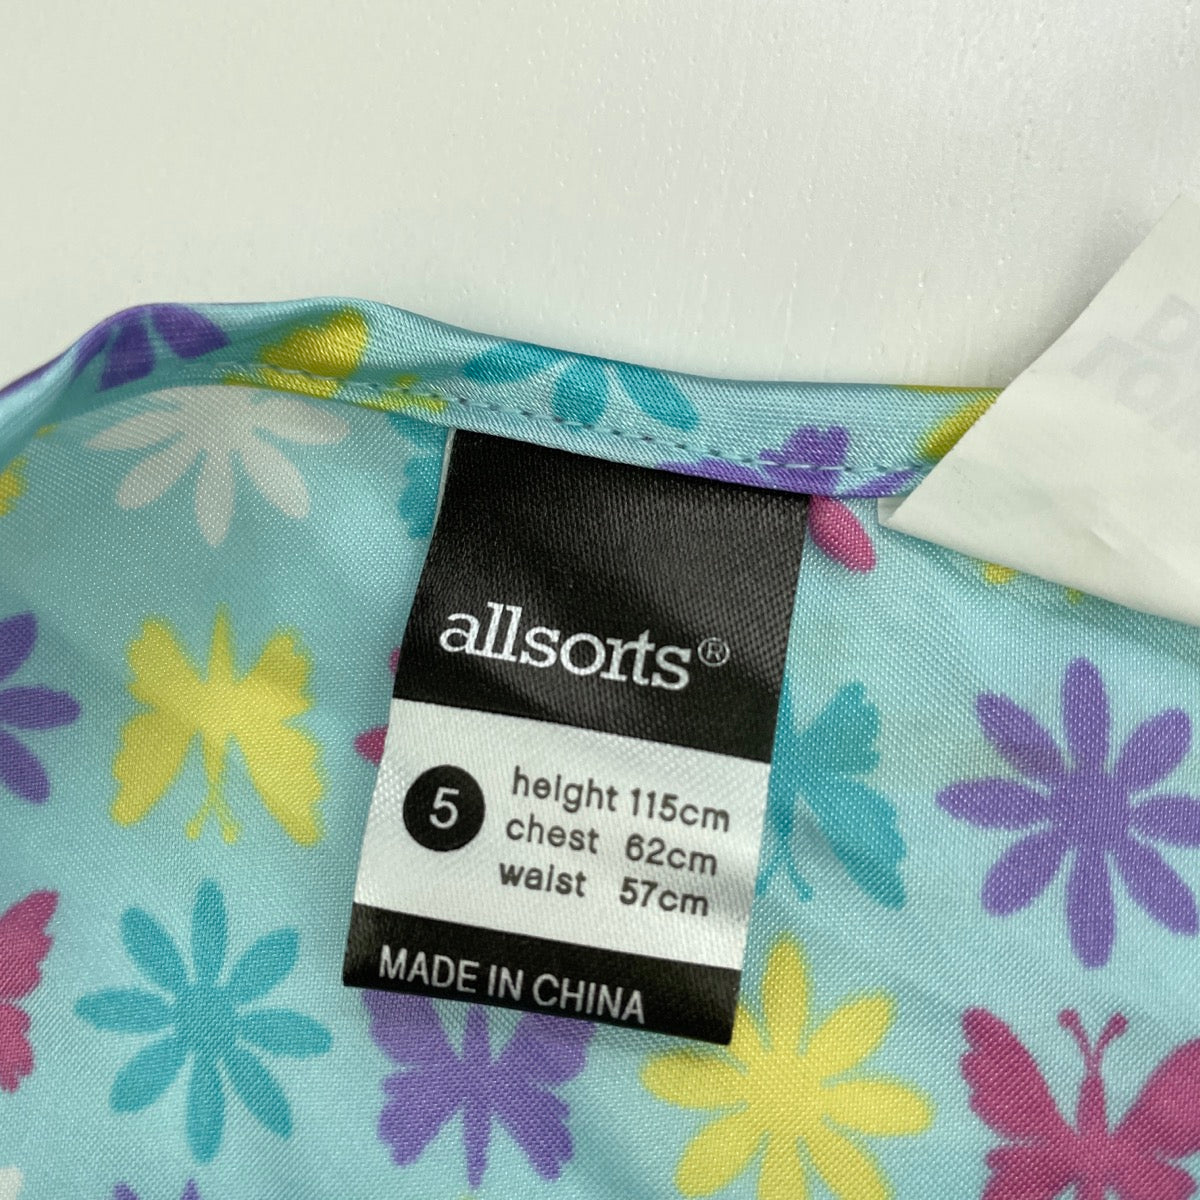 allsorts®
5
height 115cm
chest 62cm
waist 57cm
MADE IN CHINA